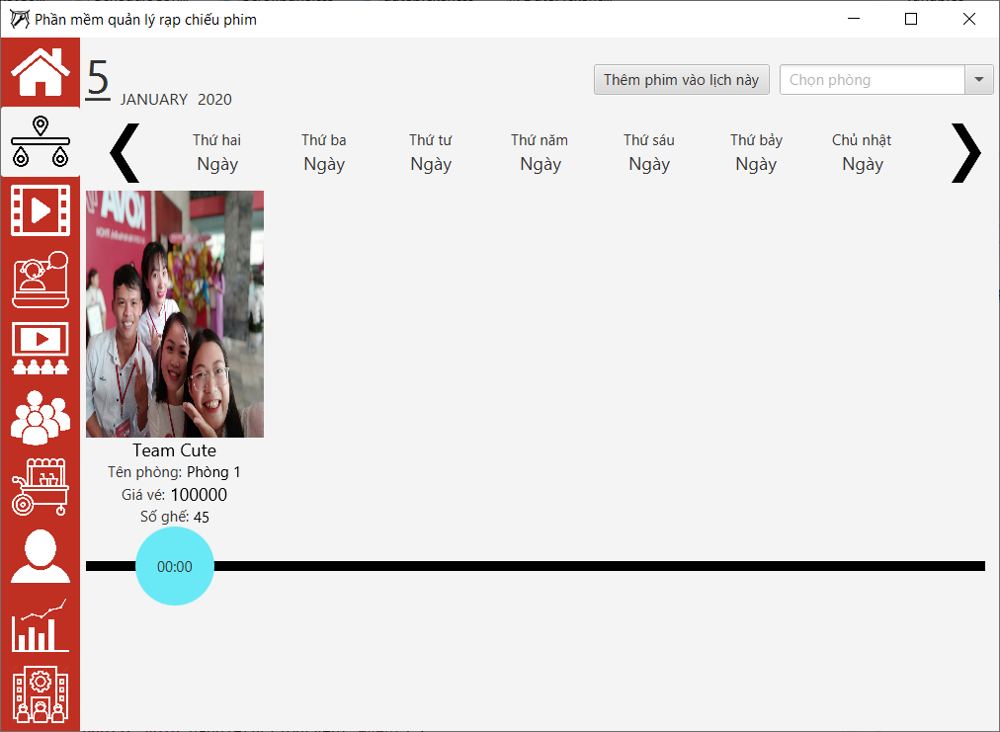 Phần mềm quản lý rạp chiếu phim
5 JANUARY 2020
Thêm phim vào lịch này
Chọn phòng
Thứ hai Thứ ba Thứ tư Thứ năm Thứ sáu Thứ bảy Chủ nhật
Ngày Ngày Ngày Ngày Ngày Ngày Ngày
KOVA
Team Cute
Tên phòng: Phòng 1
Giá vé: 100000
Số ghế: 45
00:00